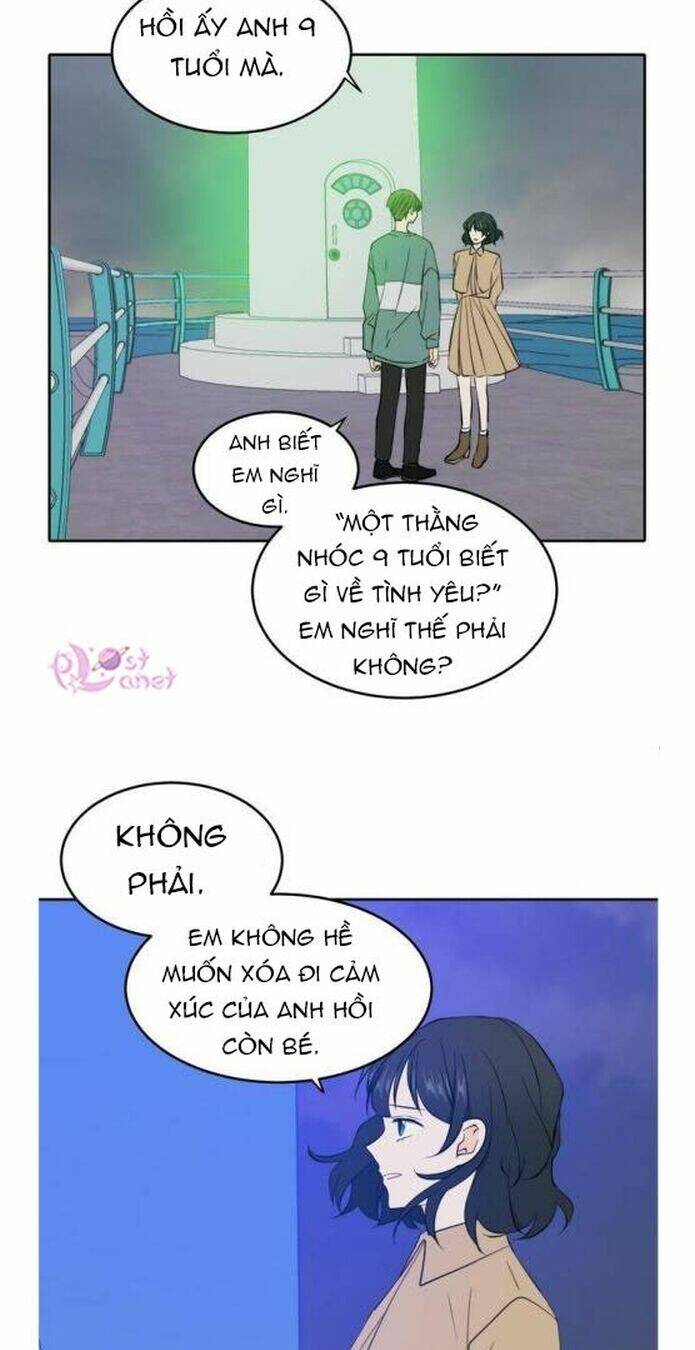 HỒI ẤY ANH 9
TUỔI MÀ.
ANH BIẾT
EM NGHĨ
GÌ.
"MỘT THẰNG
NHÓC 9 TUỔI BIẾT
GÌ VỀ TÌNH YÊU?"
EM NGHĨ THẾ PHẢI
KHÔNG?
Lost
Planet
KHÔNG
PHẢI.
EM KHÔNG HỀ
MUỐN XÓA ĐI CẢM
XÚC CỦA ANH HỒI
CÒN BÉ.